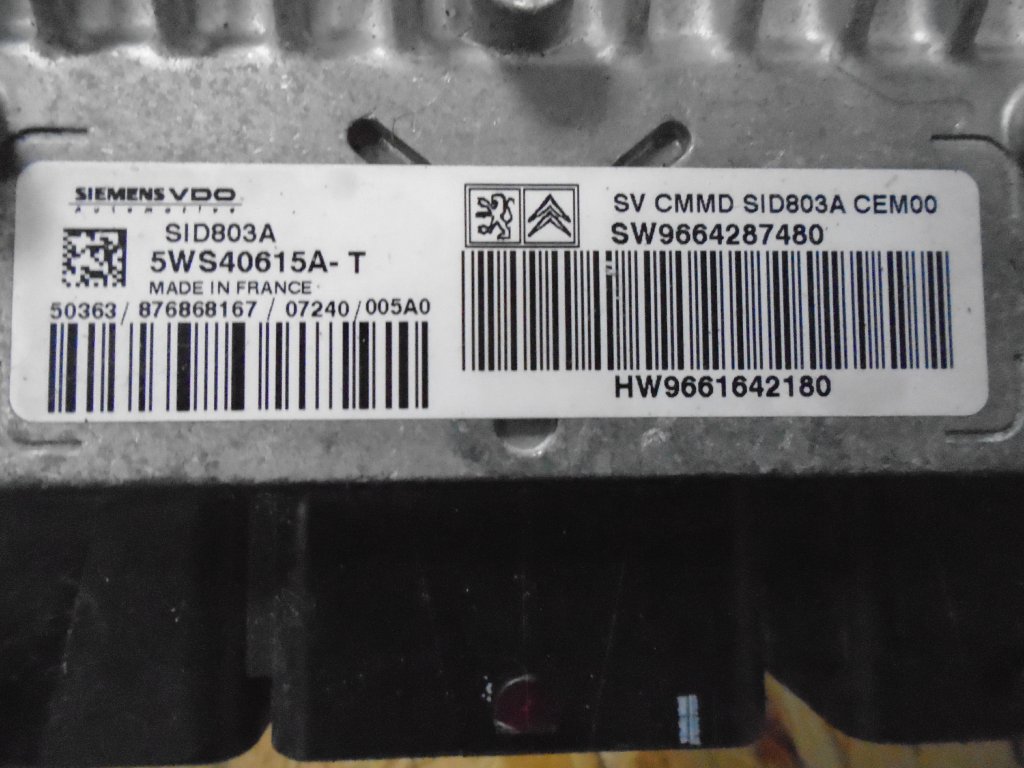 SIEMENS VDO
Automotive
SID803A
5WS40615A-T
MADE IN FRANCE
50363/876868167/07240/005A0
SV CMMD SID803A CEM00
SW9664287480
HW9661642180